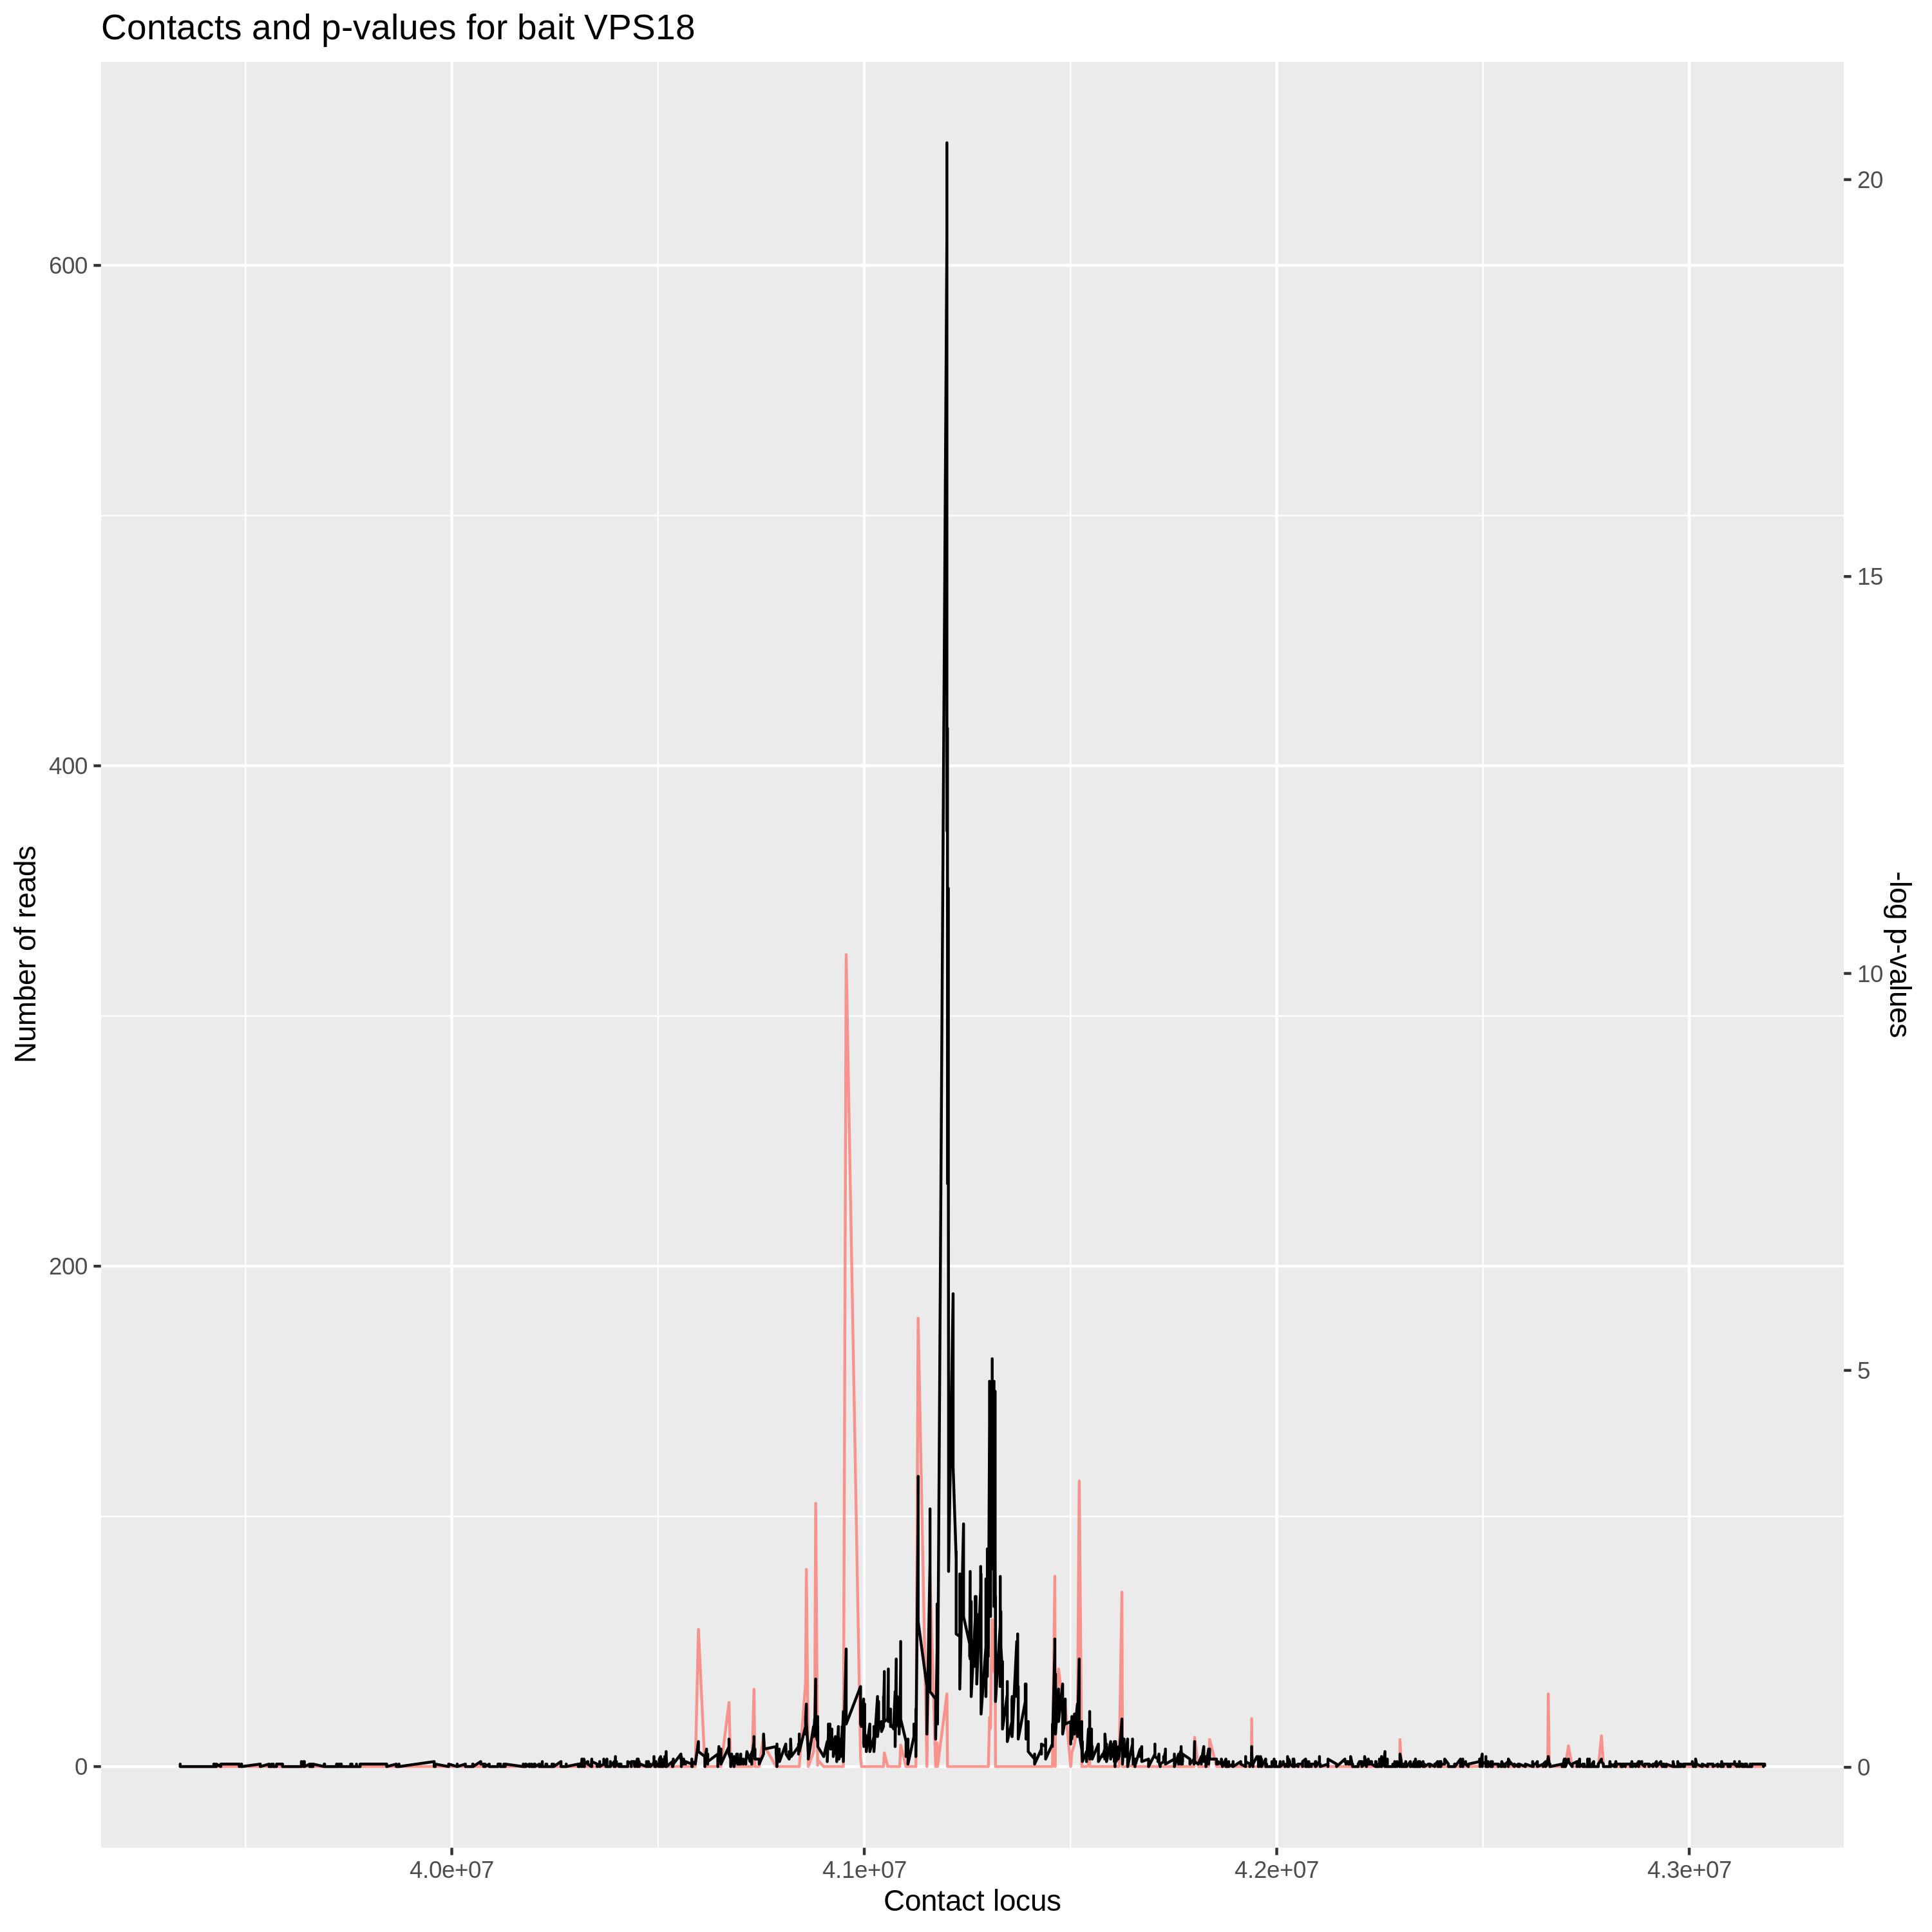 Contacts and p-values for bait VPS18
600
400
200
0
Number of reads
20
15
10
5
0
-log p-values
4.0e+07
4.1e+07
4.2e+07
4.3e+07
Contact locus